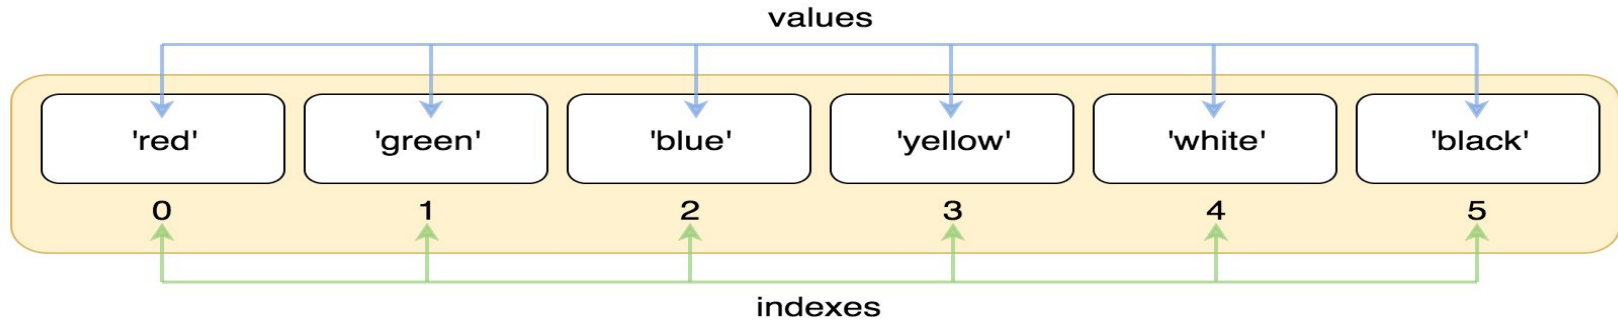 values
'red' 'green' 'blue' 'yellow' 'white' 'black'
0 1 2 3 4 5
indexes